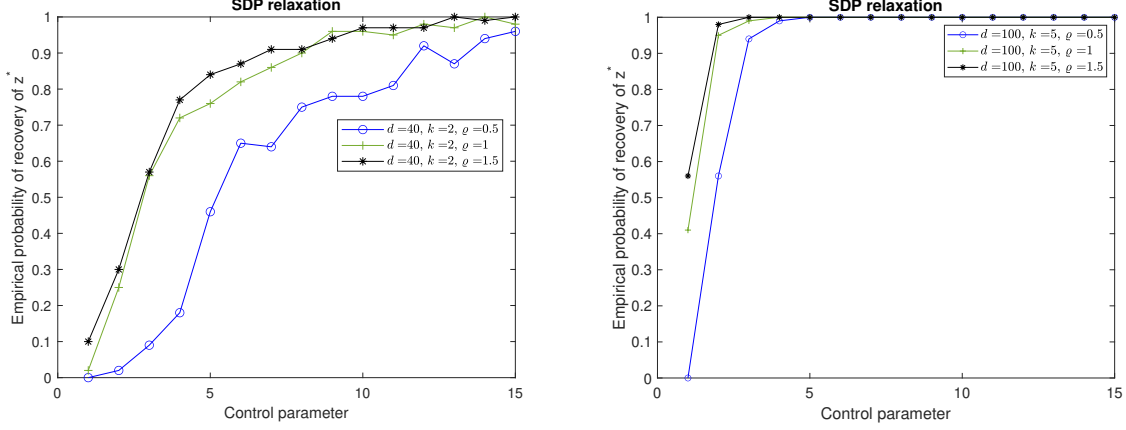 SDP relaxation
1
0.9
0.8
0.7
0.6
0.5
0.4
0.3
0.2
0.1
0
Empirical probability of recovery of z*
d =40, k =2, ϱ =0.5
d =40, k =2, ϱ =1
d =40, k =2, ϱ =1.5
0 5 10 15
Control parameter
SDP relaxation
1
0.9
0.8
0.7
0.6
0.5
0.4
0.3
0.2
0.1
0
Empirical probability of recovery of z*
d =100, k =5, ϱ =0.5
d =100, k =5, ϱ =1
d =100, k =5, ϱ =1.5
0 5 10 15
Control parameter